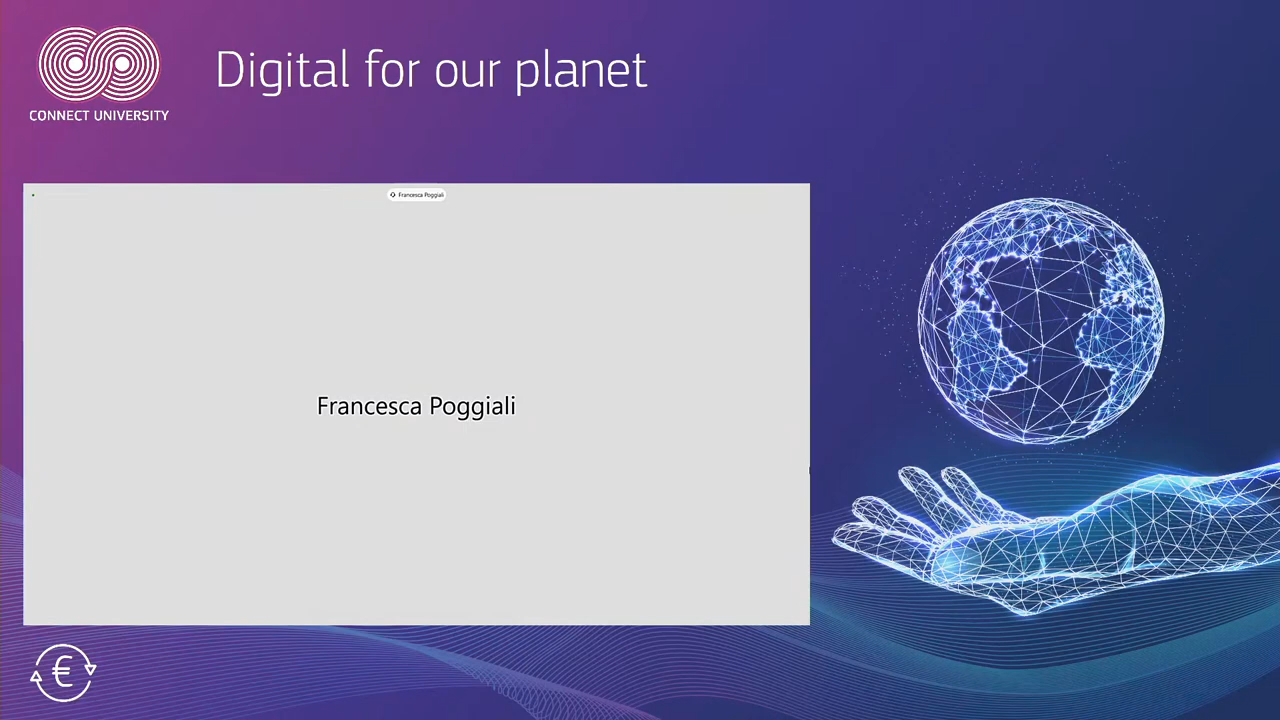 CONNECT UNIVERSITY
Digital for our planet
Francesca Poggiali
Francesca Poggiali
€